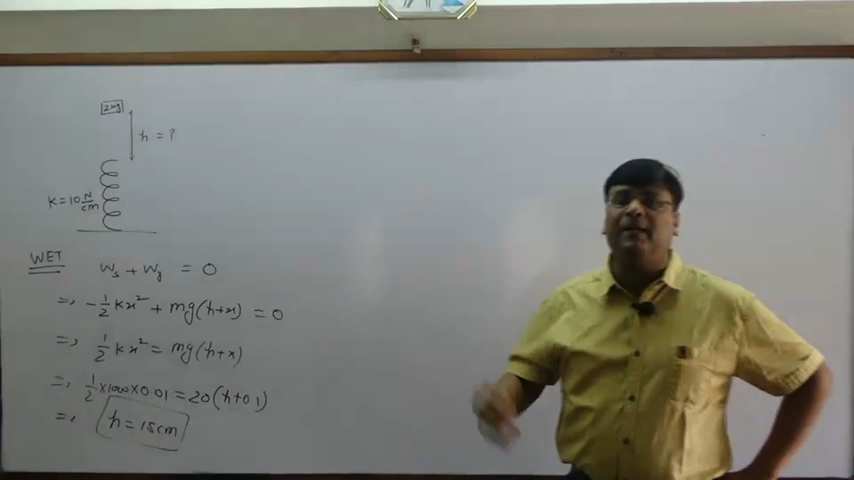 2kg
h = ?
K=10 N/cm
WET Ws + Wg = 0
=> -1/2 Kx² + mg(h+x) = 0
=> 1/2 Kx² = mg(h+x)
=> 1/2 ×1000×0.01 = 20(h+0.1)
=> h = 15cm